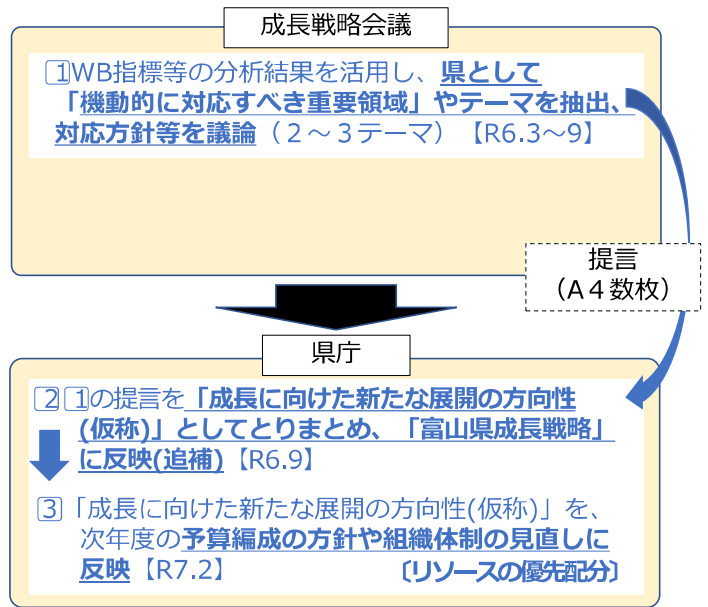 成長戦略会議
1WB指標等の分析結果を活用し、県として
「機動的に対応すべき重要領域」やテーマを抽出、
対応方針等を議論（２～３テーマ）【R6.3～9】
提言
（A４数枚）
県庁
2 1の提言を「成長に向けた新たな展開の方向性
(仮称)」としてとりまとめ、「富山県成長戦略」
に反映(追補)【R6.9】
3「成長に向けた新たな展開の方向性(仮称)」を、
次年度の予算編成の方針や組織体制の見直しに
反映【R7.2】　〔リソースの優先配分〕